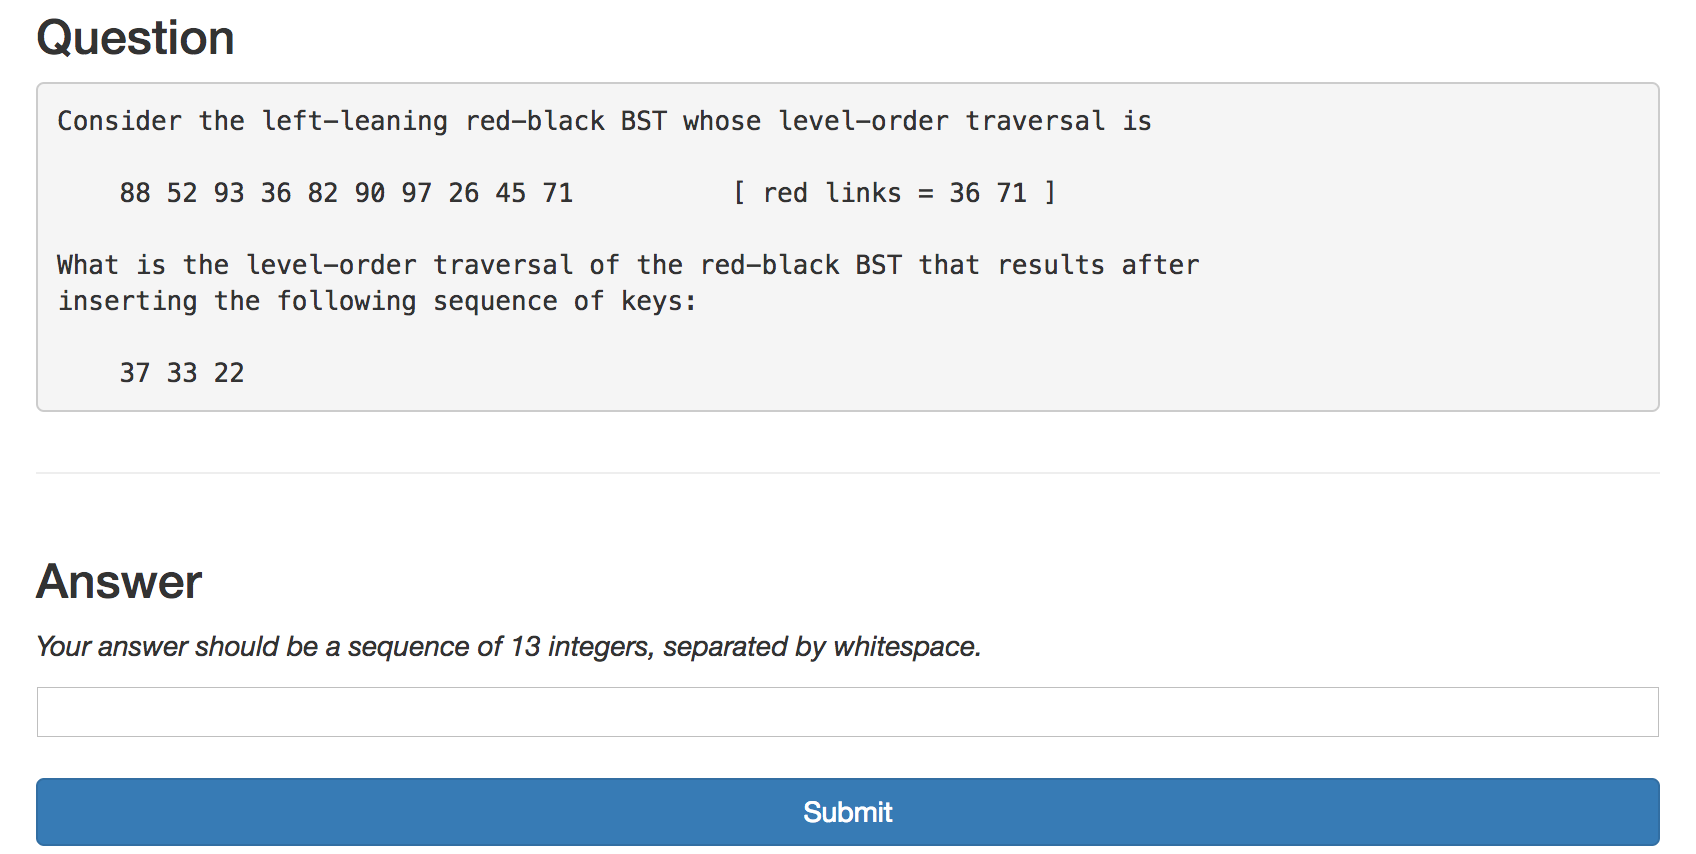 Question
Consider the left-leaning red-black BST whose level-order traversal is
88 52 93 36 82 90 97 26 45 71 [ red links = 36 71 ]
What is the level-order traversal of the red-black BST that results after
inserting the following sequence of keys:
37 33 22
Answer
Your answer should be a sequence of 13 integers, separated by whitespace.
Submit